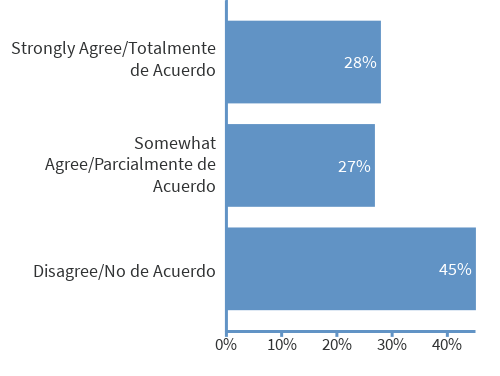 Strongly Agree/Totalmente
de Acuerdo
28%
Somewhat
Agree/Parcialmente de
Acuerdo
27%
Disagree/No de Acuerdo
45%
0% 10% 20% 30% 40%